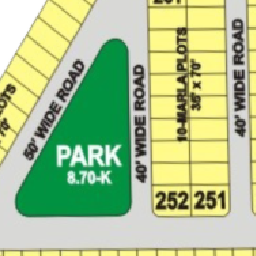 50' WIDE ROAD
PARK
8.70-K
40' WIDE ROAD
10-MARLA PLOTS
35' x 70'
40' WIDE ROAD
252
251